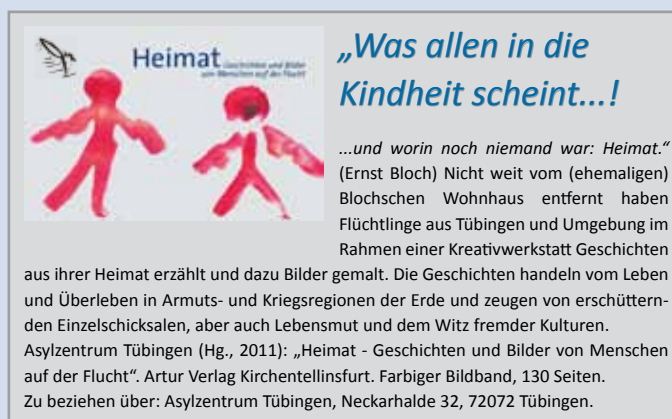 Heimat Geschichten und Bilder
von Menschen auf der Flucht
„Was allen in die
Kindheit scheint...!
...und worin noch niemand war: Heimat.“
(Ernst Bloch) Nicht weit vom (ehemaligen)
Blochschen Wohnhaus entfernt haben
Flüchtlinge aus Tübingen und Umgebung im
Rahmen einer Kreativwerkstatt Geschichten
aus ihrer Heimat erzählt und dazu Bilder gemalt. Die Geschichten handeln vom Leben
und Überleben in Armuts- und Kriegsregionen der Erde und zeugen von erschüttern-
den Einzelschicksalen, aber auch Lebensmut und dem Witz fremder Kulturen.
Asylzentrum Tübingen (Hg., 2011): „Heimat - Geschichten und Bilder von Menschen
auf der Flucht“. Artur Verlag Kirchentellinsfurt. Farbiger Bildband, 130 Seiten.
Zu beziehen über: Asylzentrum Tübingen, Neckarhalde 32, 72072 Tübingen.